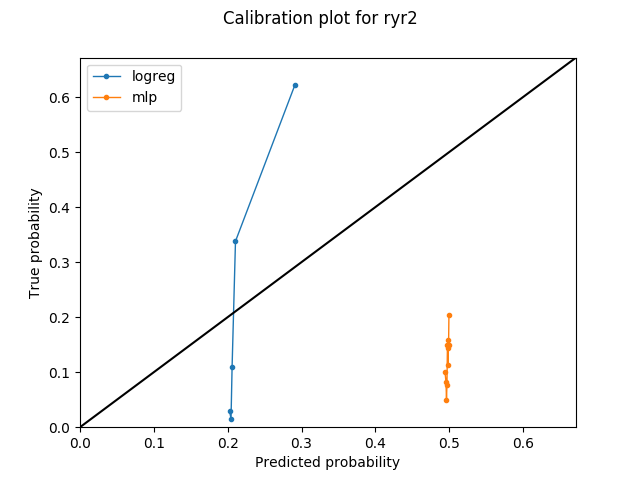 Calibration plot for ryr2
logreg
mlp
True probability
0.6
0.5
0.4
0.3
0.2
0.1
0.0
0.0 0.1 0.2 0.3 0.4 0.5 0.6
Predicted probability